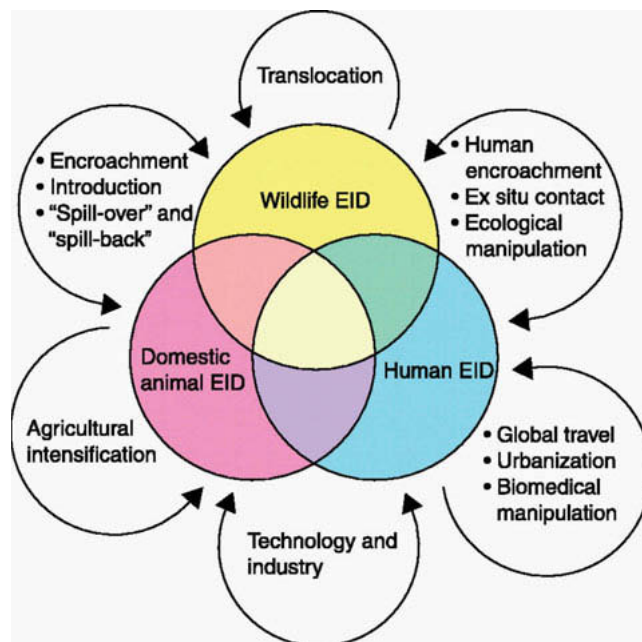 Translocation
• Encroachment
• Introduction
• “Spill-over” and
“spill-back”
• Human
encroachment
• Ex situ contact
• Ecological
manipulation
Wildlife EID
Domestic
animal EID
Human EID
Agricultural
intensification
• Global travel
• Urbanization
• Biomedical
manipulation
Technology and
industry